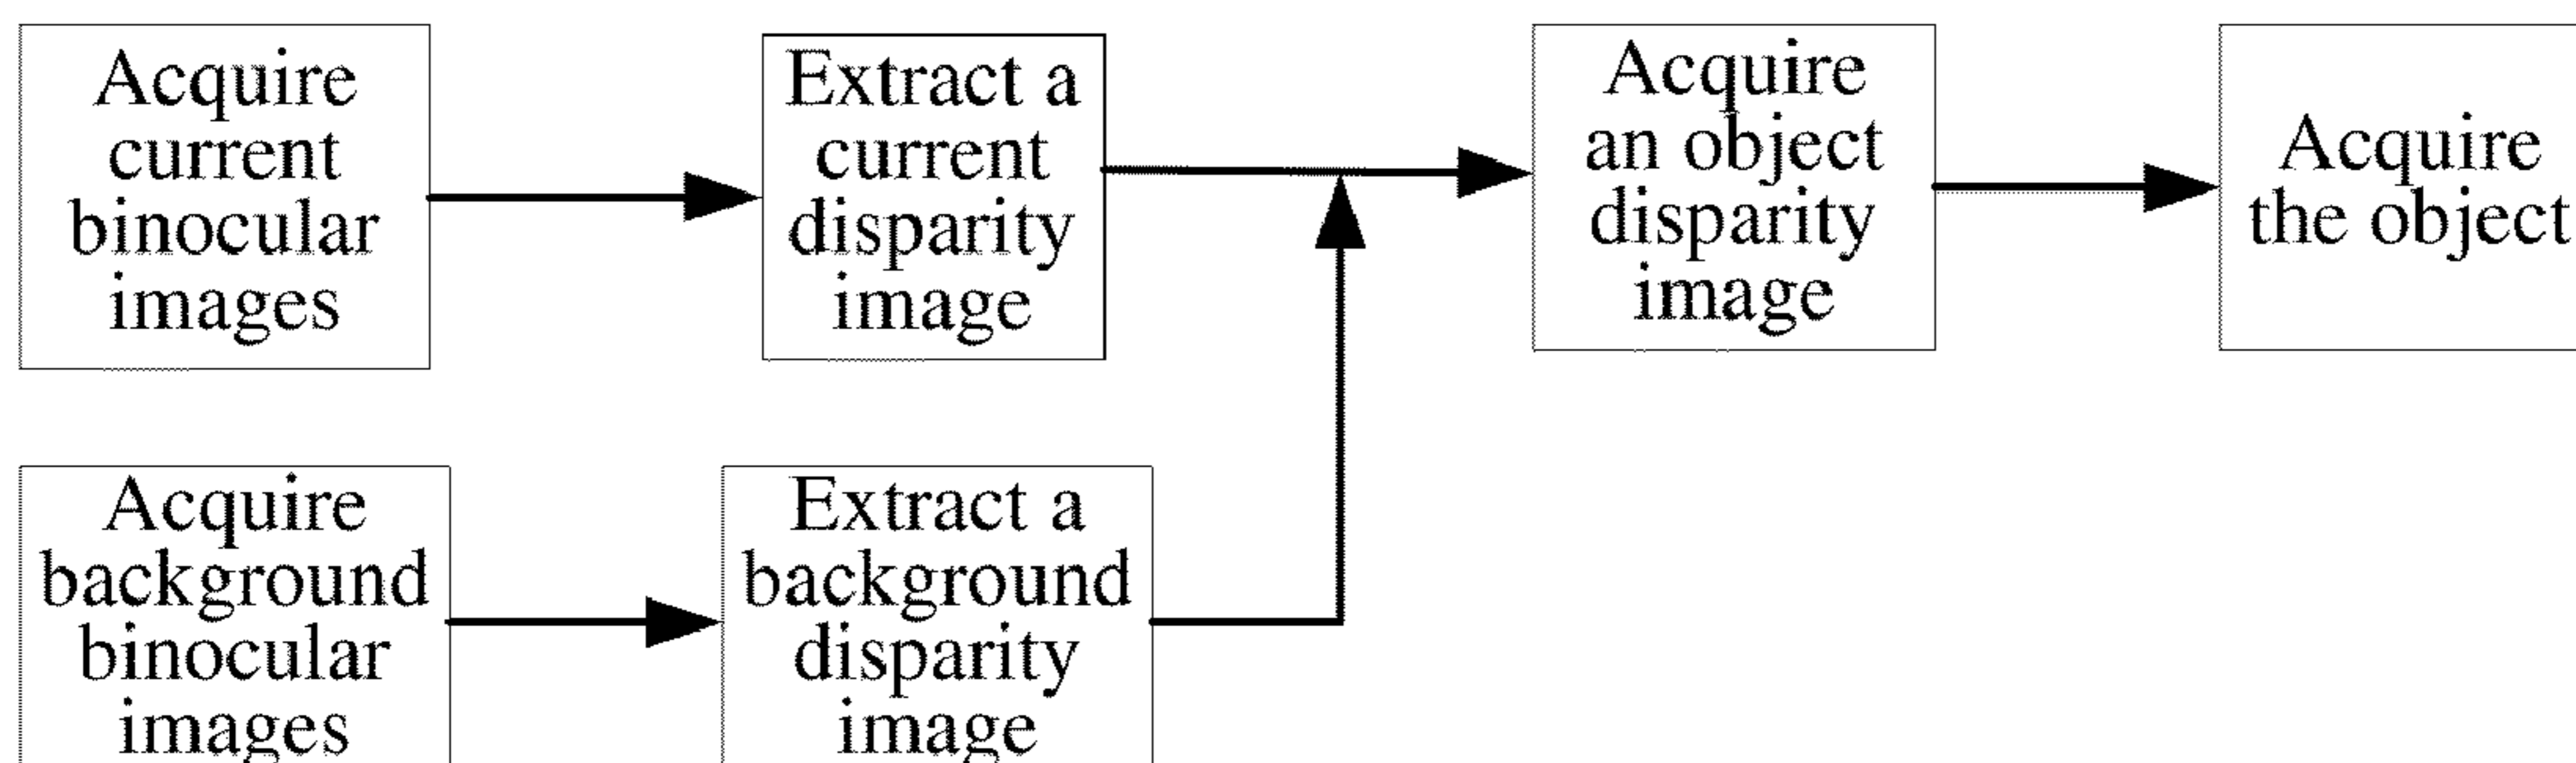 Acquire
current
binocular
images
Extract a
current
disparity
image
Acquire
an object
disparity
image
Acquire
the object
Acquire
background
binocular
images
Extract a
background
disparity
image